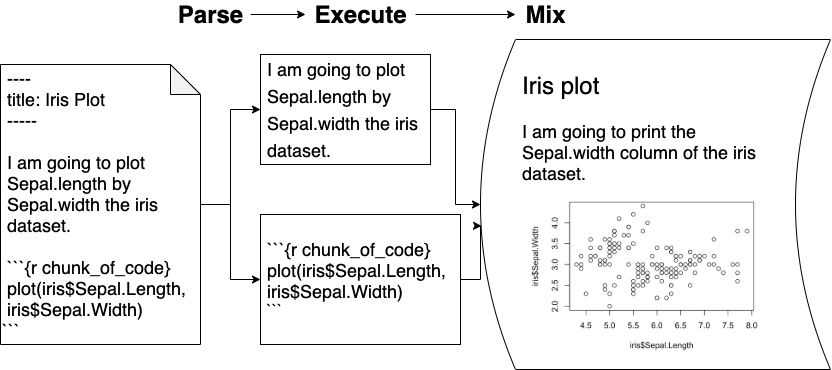 Parse Execute Mix
----
title: Iris Plot
-----
I am going to plot
Sepal.length by
Sepal.width the iris
dataset.
```{r chunk_of_code}
plot(iris$Sepal.Length,
iris$Sepal.Width)
```
I am going to plot
Sepal.length by
Sepal.width the iris
dataset.
```{r chunk_of_code}
plot(iris$Sepal.Length,
iris$Sepal.Width)
```
Iris plot
I am going to print the
Sepal.width column of the iris
dataset.
iris$Sepal.Width
4.0
3.5
3.0
2.5
2.0
4.5 5.0 5.5 6.0 6.5 7.0 7.5 8.0
iris$Sepal.Length